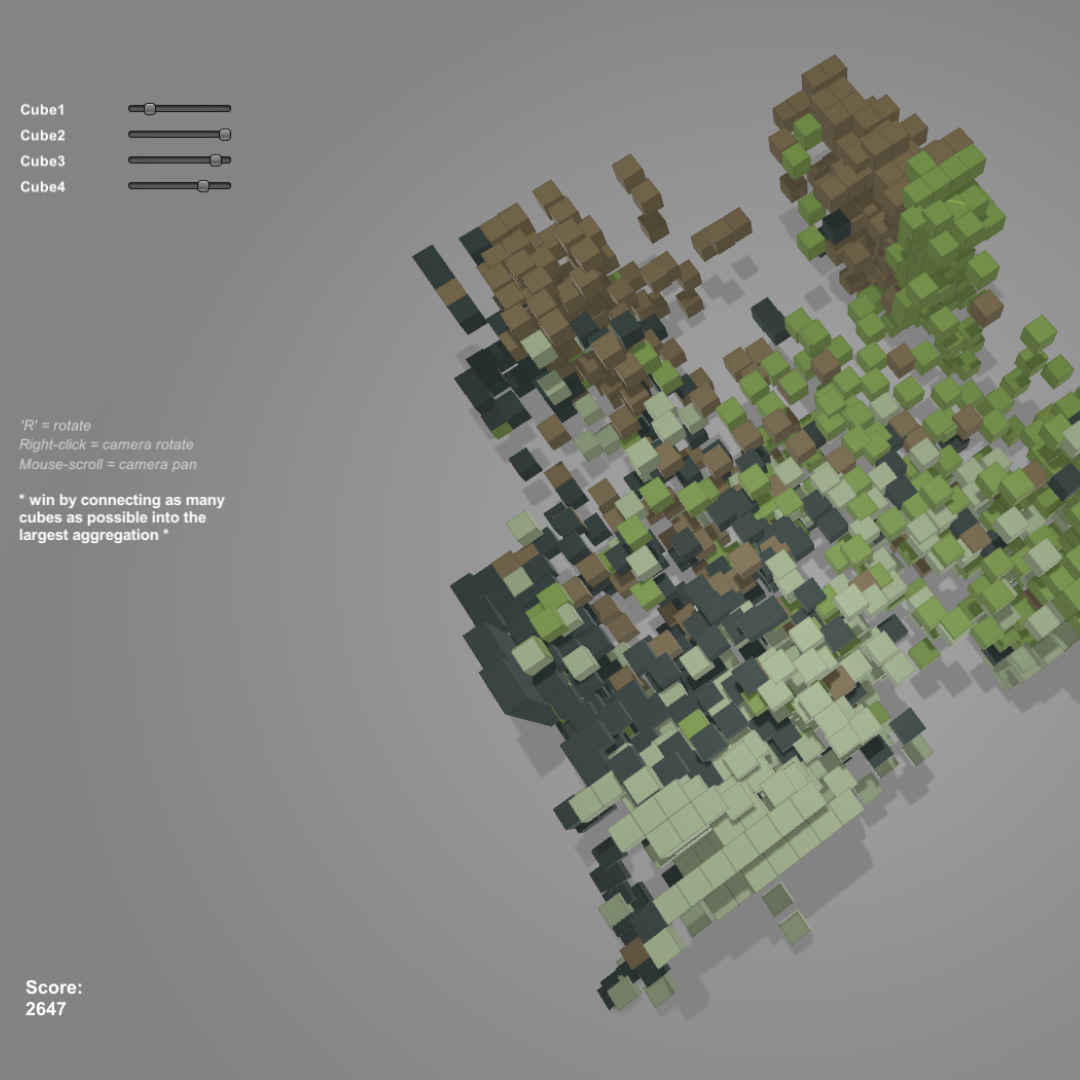 Cube1
Cube2
Cube3
Cube4
'R' = rotate
Right-click = camera rotate
Mouse-scroll = camera pan
* win by connecting as many
cubes as possible into the
largest aggregation *
Score:
2647